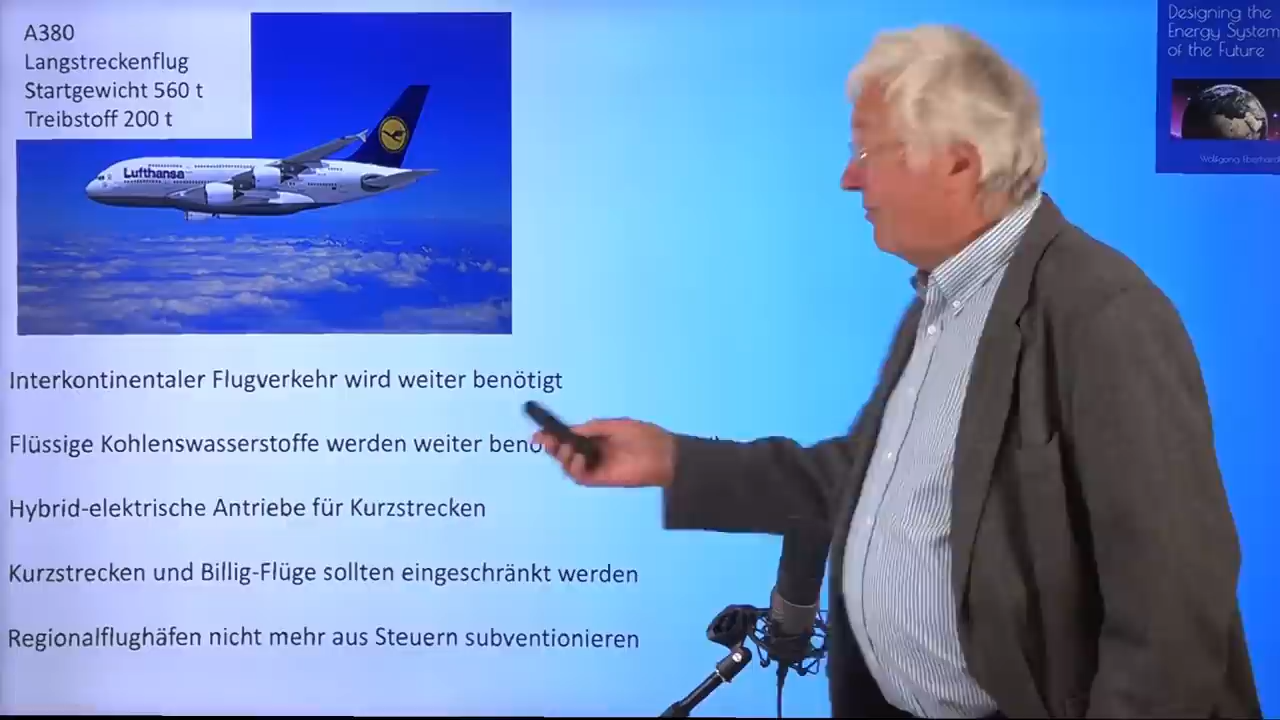 A380
Langstreckenflug
Startgewicht 560 t
Treibstoff 200 t
Lufthansa
Designing the
Energy System
of the Future
Wolfgang
Interkontinentaler Flugverkehr wird weiter benötigt
Flüssige Kohlenswasserstoffe werden weiter
Hybrid-elektrische Antriebe für Kurzstrecken
Kurzstrecken und Billig-Flüge sollten eingeschränkt werden
Regionalflughäfen nicht mehr aus Steuern subventionieren